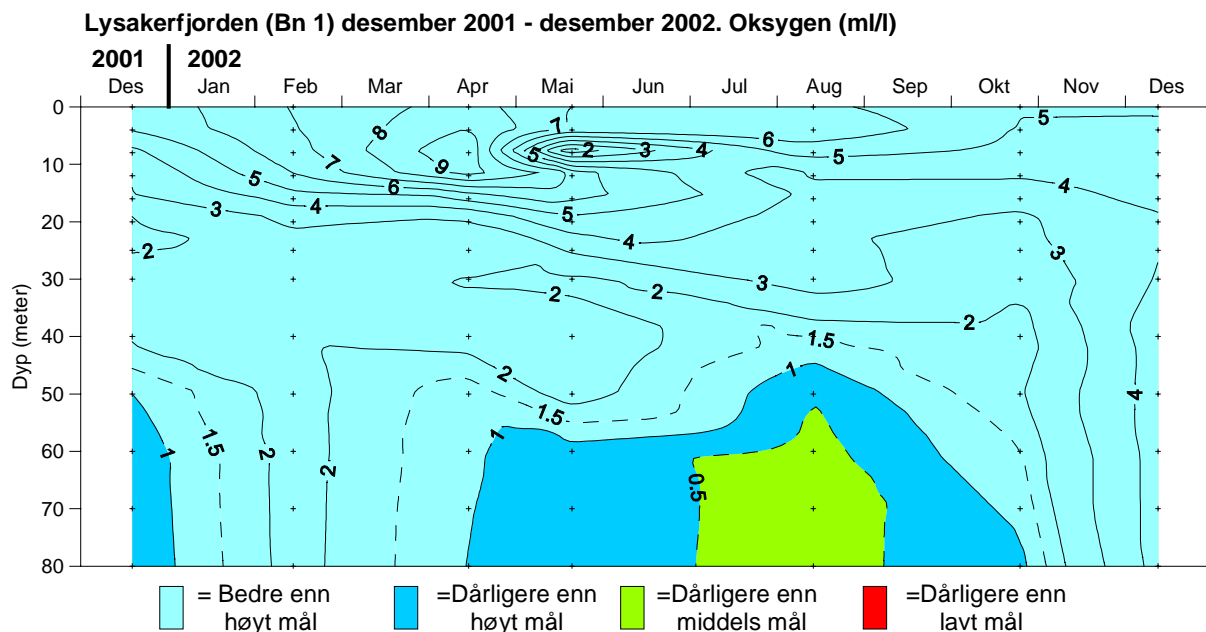 Lysakerfjorden (Bn 1) desember 2001 - desember 2002. Oksygen (ml/l)
2001 2002
Des Jan Feb Mar Apr Mai Jun Jul Aug Sep Okt Nov Des
Dyp (meter)
0
10
20
30
40
50
60
70
80
7 6 5
8
5 2 3 4 5
7 9
5 6 4
3 4 5
4 3
2 3
2 2 2
1.5
2 1 4
1.5
1 1.5 2 2 1
0.5
= Bedre enn høyt mål
=Dårligere enn høyt mål
=Dårligere enn middels mål
=Dårligere enn lavt mål